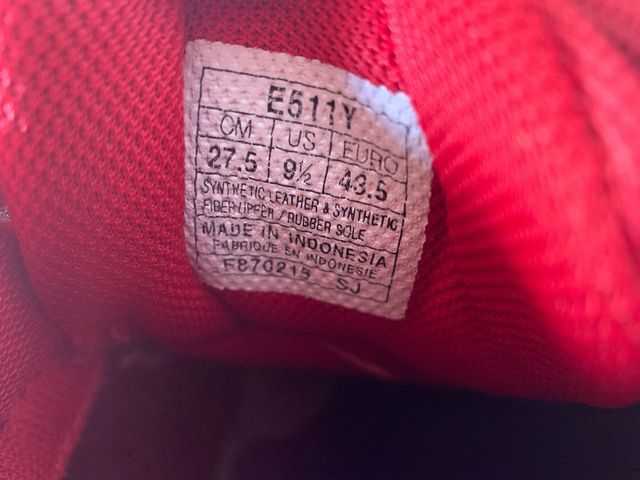 E511Y
CM US EURO
27.5 9½ 43.5
SYNTHETIC LEATHER & SYNTHETIC
FIBER UPPER / RUBBER SOLE
MADE IN INDONESIA
FABRIQUE EN INDONESIE
F870215 SJ